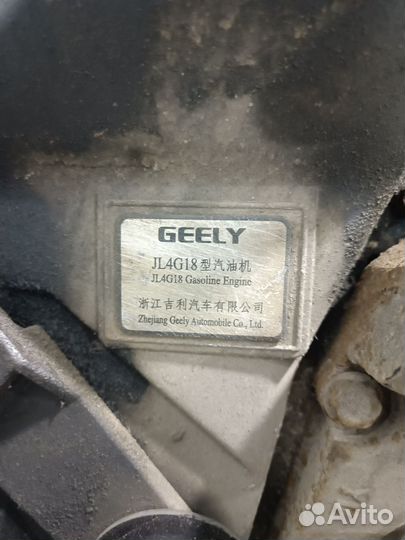 GEELY
JL4G18型汽油机
JL4G18 Gasoline Engine
浙江吉利汽车有限公司
Zhejiang Geely Automobile Co., Ltd.
Avito